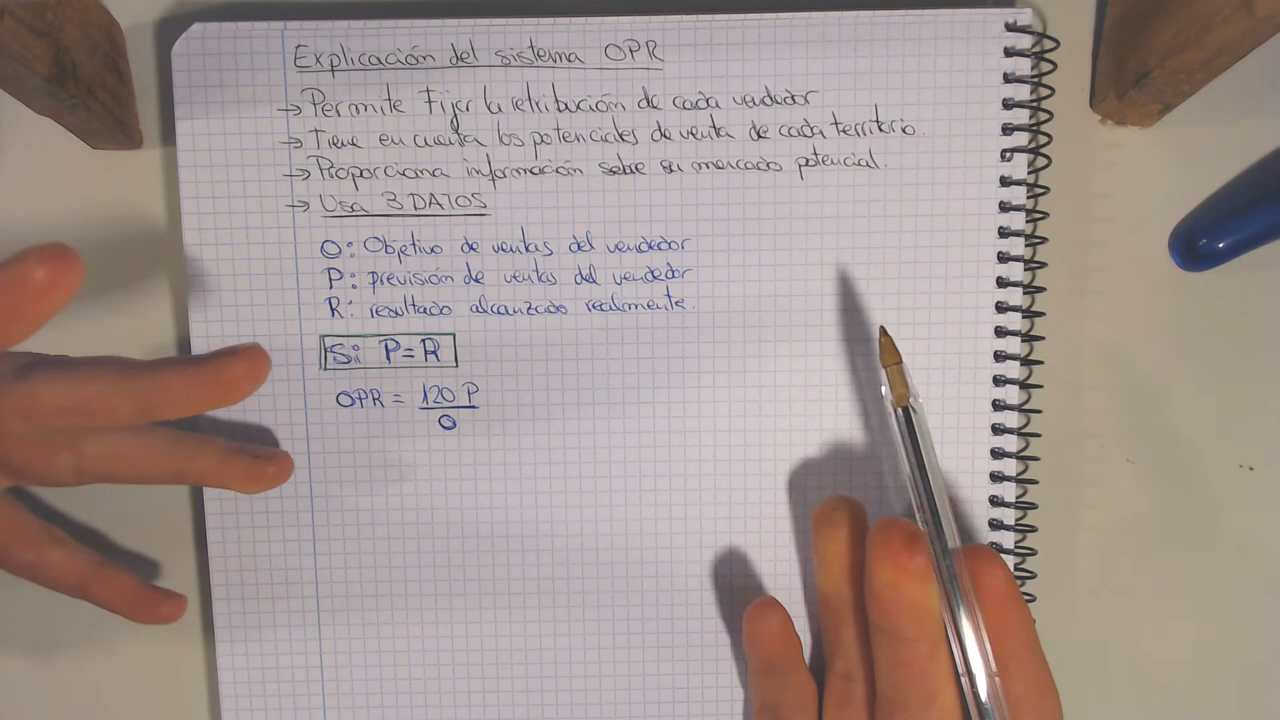 Explicación del sistema OPR
→ Permite Fijar la retribución de cada vendedor
→ Tiene en cuenta los potenciales de venta de cada territorio.
→ Proporciona información sobre su mercado potencial.
→ Usa 3 DATOS
O: Objetivo de ventas del vendedor
P: previsión de ventas del vendedor
R: resultado alcanzado realmente.
Si P=R
OPR = 120 P
O